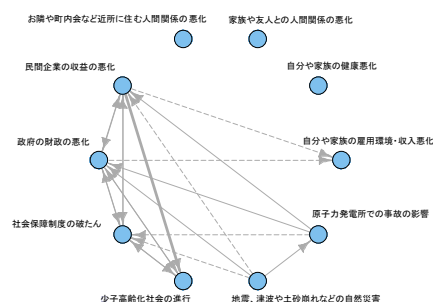 お隣や町内会など近所に住む人間関係の悪化
家族や友人との人間関係の悪化
民間企業の収益の悪化
自分や家族の健康悪化
政府の財政の悪化
自分や家族の雇用環境・収入悪化
社会保障制度の破たん
原子力発電所での事故の影響
少子高齢化社会の進行
地震、津波や土砂崩れなどの自然災害